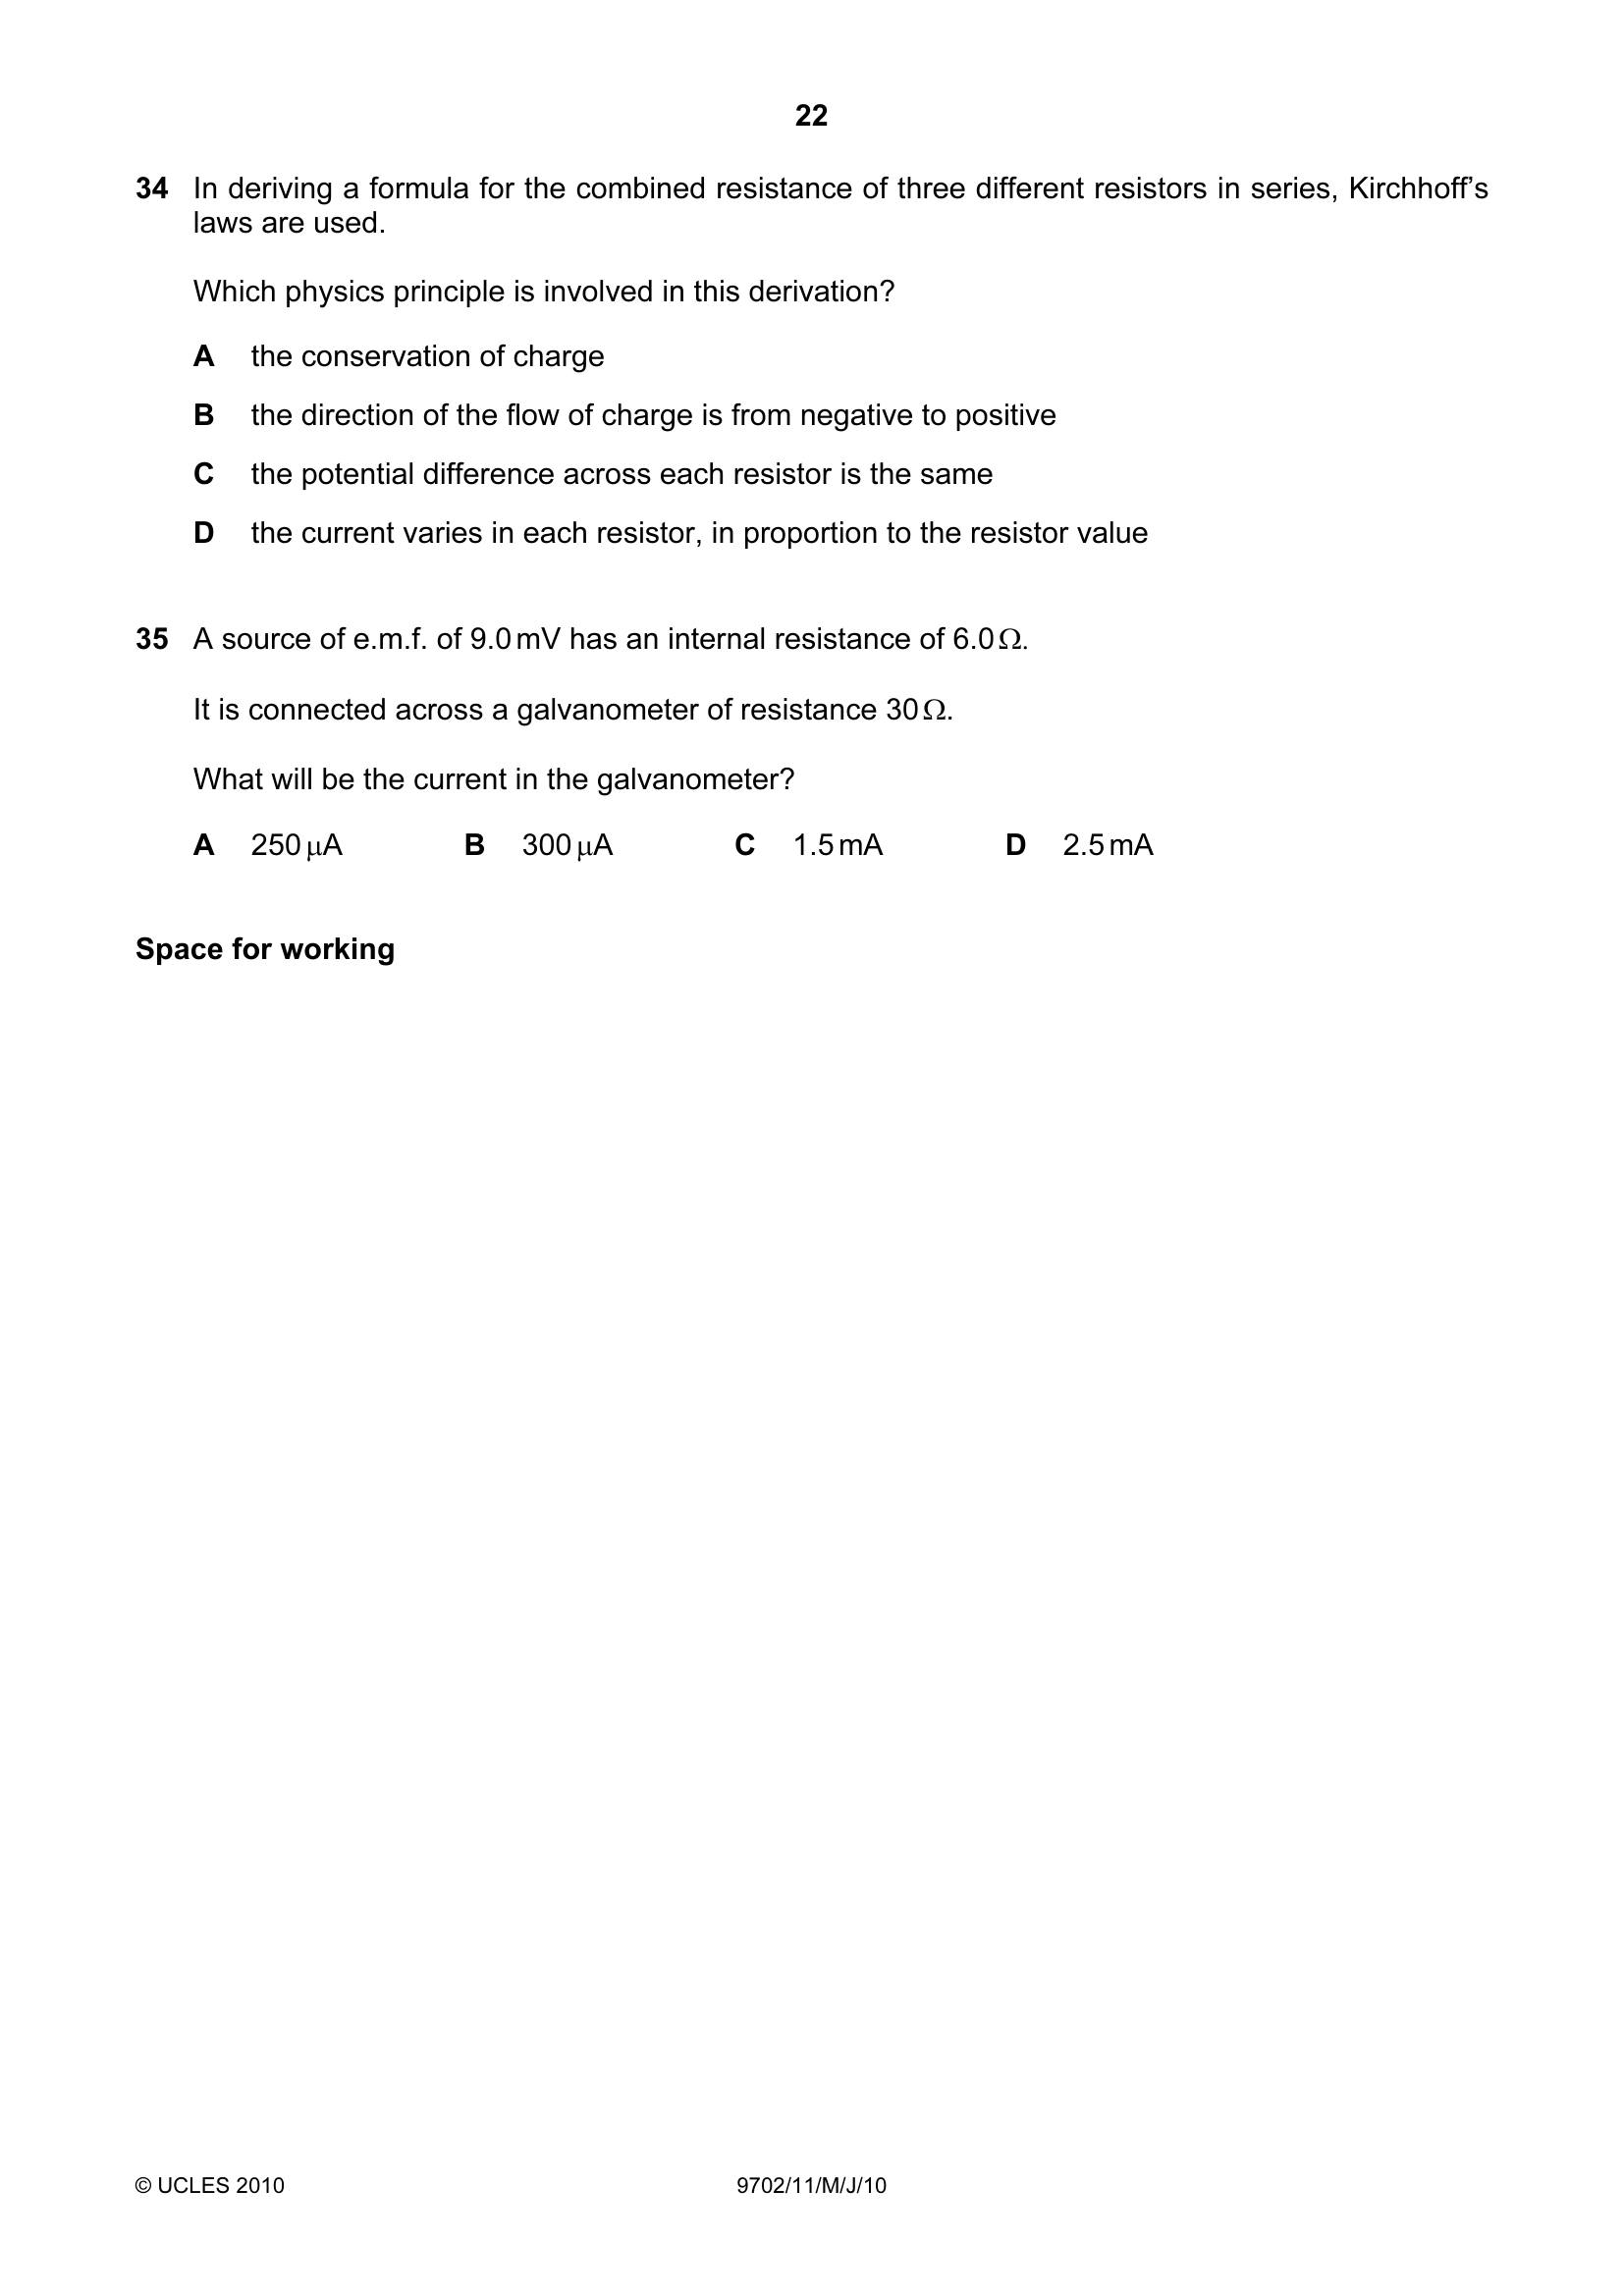 22
34 In deriving a formula for the combined resistance of three different resistors in series, Kirchhoff’s
laws are used.
Which physics principle is involved in this derivation?
A the conservation of charge
B the direction of the flow of charge is from negative to positive
C the potential difference across each resistor is the same
D the current varies in each resistor, in proportion to the resistor value
35 A source of e.m.f. of 9.0 mV has an internal resistance of 6.0 Ω.
It is connected across a galvanometer of resistance 30 Ω.
What will be the current in the galvanometer?
A 250 μA B 300 μA C 1.5 mA D 2.5 mA
Space for working
© UCLES 2010 9702/11/M/J/10